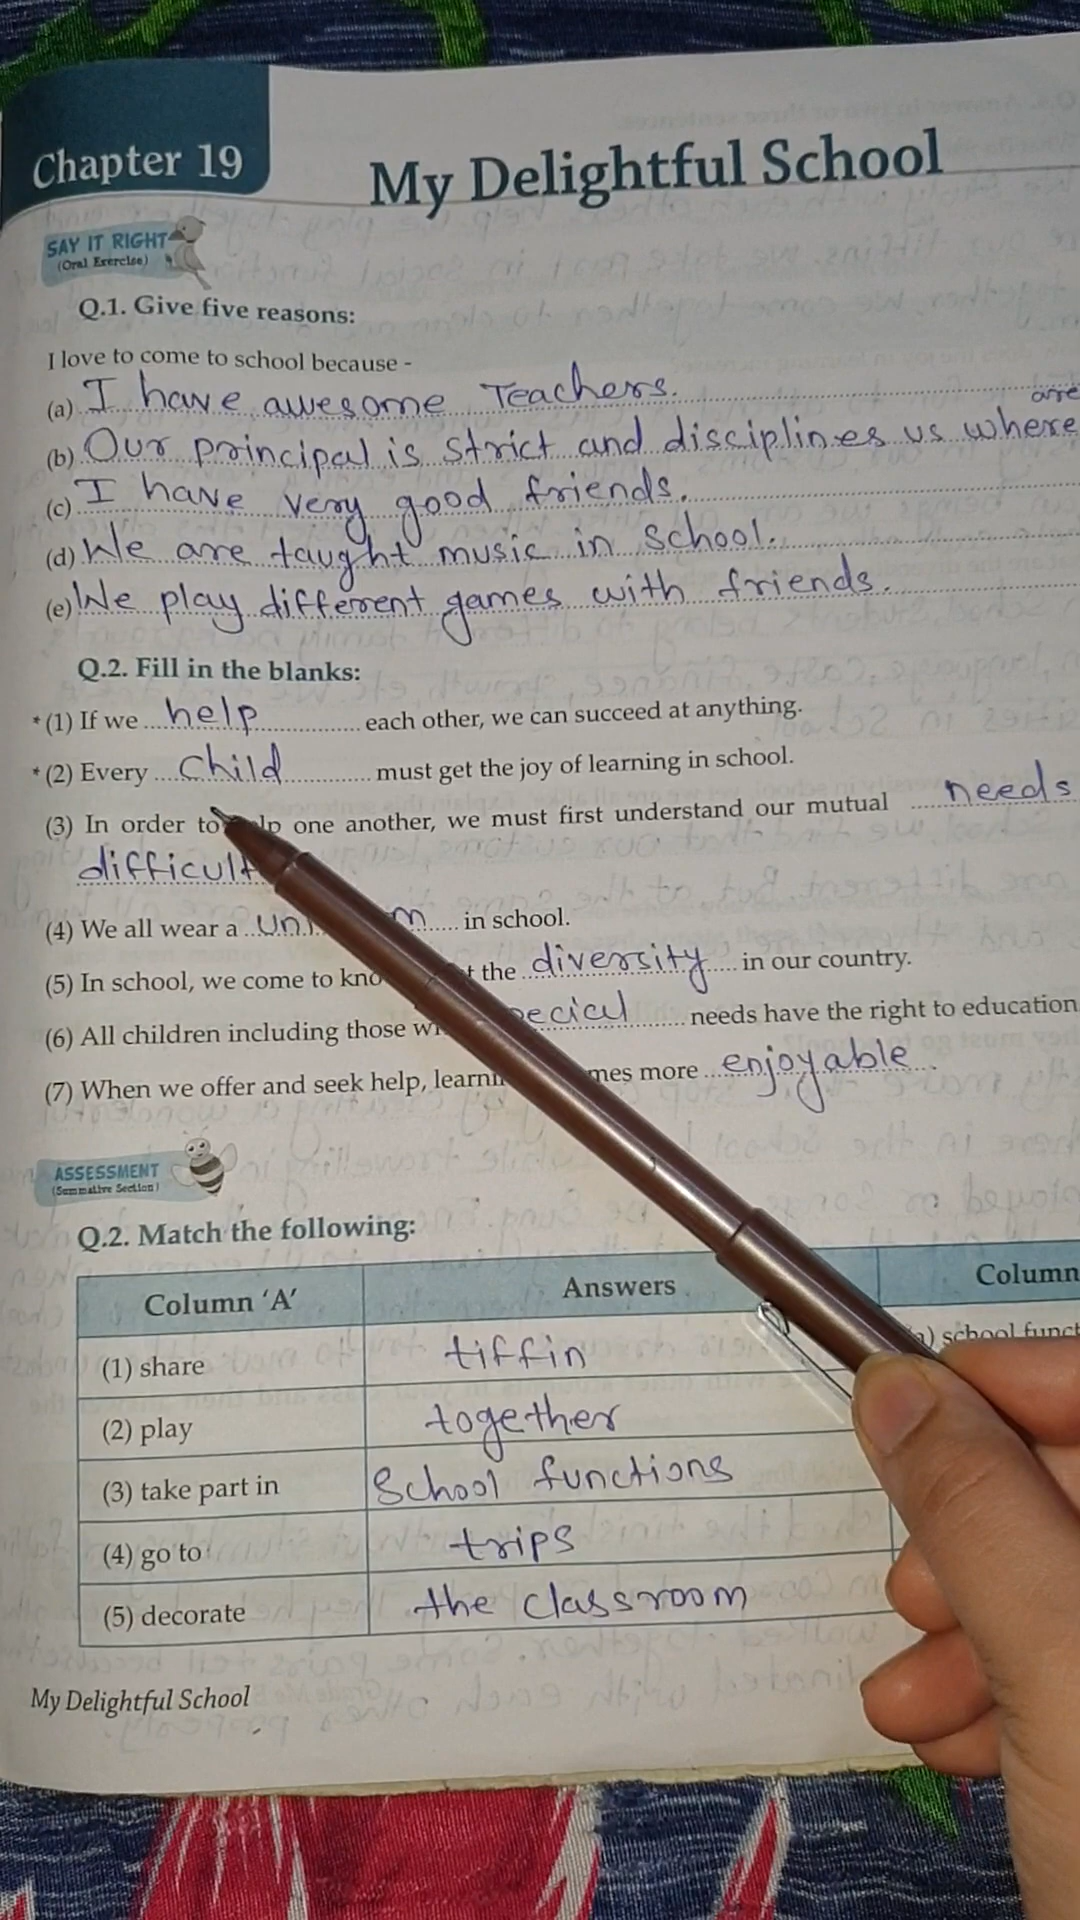 Chapter 19
My Delightful School
SAY IT RIGHT
(Oral Exercise)
Q.1. Give five reasons:
I love to come to school because -
(a) I have awesome Teachers.
are
(b) Our principal is strict and disciplines us where
(c) I have very good friends.
(d) We are taught music in School.
(e) We play different games with friends.
Q.2. Fill in the blanks:
*(1) If we help each other, we can succeed at anything.
*(2) Every child must get the joy of learning in school.
(3) In order to one another, we must first understand our mutual needs
(4) We all wear a in school.
(5) In school, we come to the diversity in our country.
(6) All children including those needs have the right to education
(7) When we offer and seek help, more enjoyable
ASSESSMENT
(Summative Section)
Q.2. Match the following:
Column 'A' Answers Column
(1) share tiffin school
(2) play together
(3) take part in School functions
(4) go to trips
(5) decorate the classroom
My Delightful School